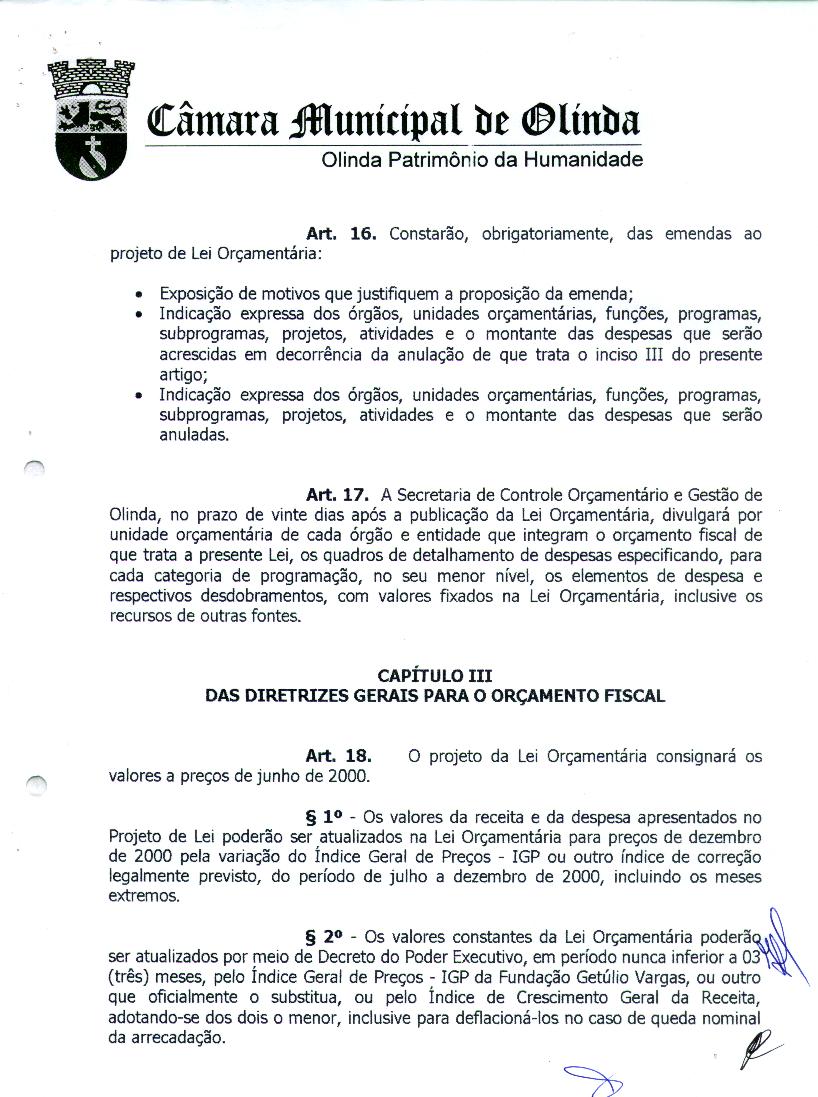 Câmara Municipal de Olinda
Olinda Patrimônio da Humanidade
Art. 16. Constarão, obrigatoriamente, das emendas ao
projeto de Lei Orçamentária:
• Exposição de motivos que justifiquem a proposição da emenda;
• Indicação expressa dos órgãos, unidades orçamentárias, funções, programas,
subprogramas, projetos, atividades e o montante das despesas que serão
acrescidas em decorrência da anulação de que trata o inciso III do presente
artigo;
• Indicação expressa dos órgãos, unidades orçamentárias, funções, programas,
subprogramas, projetos, atividades e o montante das despesas que serão
anuladas.
Art. 17. A Secretaria de Controle Orçamentário e Gestão de
Olinda, no prazo de vinte dias após a publicação da Lei Orçamentária, divulgará por
unidade orçamentária de cada órgão e entidade que integram o orçamento fiscal de
que trata a presente Lei, os quadros de detalhamento de despesas especificando, para
cada categoria de programação, no seu menor nível, os elementos de despesa e
respectivos desdobramentos, com valores fixados na Lei Orçamentária, inclusive os
recursos de outras fontes.
CAPÍTULO III
DAS DIRETRIZES GERAIS PARA O ORÇAMENTO FISCAL
Art. 18. O projeto da Lei Orçamentária consignará os
valores a preços de junho de 2000.
§ 1º - Os valores da receita e da despesa apresentados no
Projeto de Lei poderão ser atualizados na Lei Orçamentária para preços de dezembro
de 2000 pela variação do Índice Geral de Preços - IGP ou outro índice de correção
legalmente previsto, do período de julho a dezembro de 2000, incluindo os meses
extremos.
§ 2º - Os valores constantes da Lei Orçamentária poderão
ser atualizados por meio de Decreto do Poder Executivo, em período nunca inferior a 03
(três) meses, pelo Índice Geral de Preços - IGP da Fundação Getúlio Vargas, ou outro
que oficialmente o substitua, ou pelo Índice de Crescimento Geral da Receita,
adotando-se dos dois o menor, inclusive para deflacioná-los no caso de queda nominal
da arrecadação.